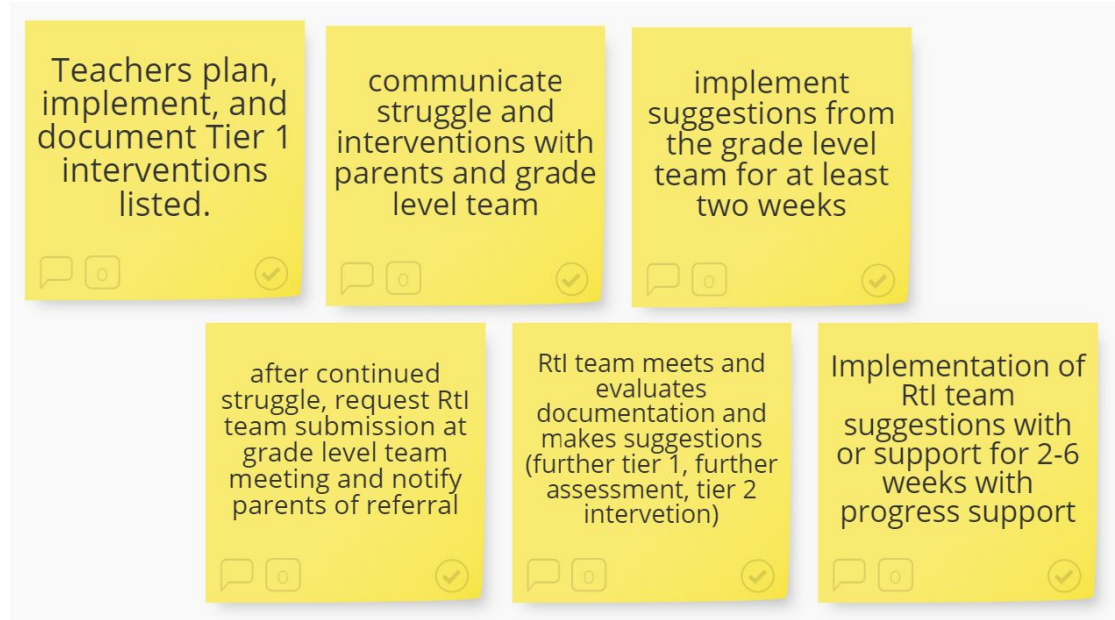 Teachers plan,
implement, and
document Tier 1
interventions
listed.
0
communicate
struggle and
interventions with
parents and grade
level team
0
implement
suggestions from
the grade level
team for at least
two weeks
0
after continued
struggle, request RtI
team submission at
grade level team
meeting and notify
parents of referral
0
RtI team meets and
evaluates
documentation and
makes suggestions
(further tier 1, further
assessment, tier 2
intervetion)
0
Implementation of
RtI team
suggestions with
or support for 2-6
weeks with
progress support
0